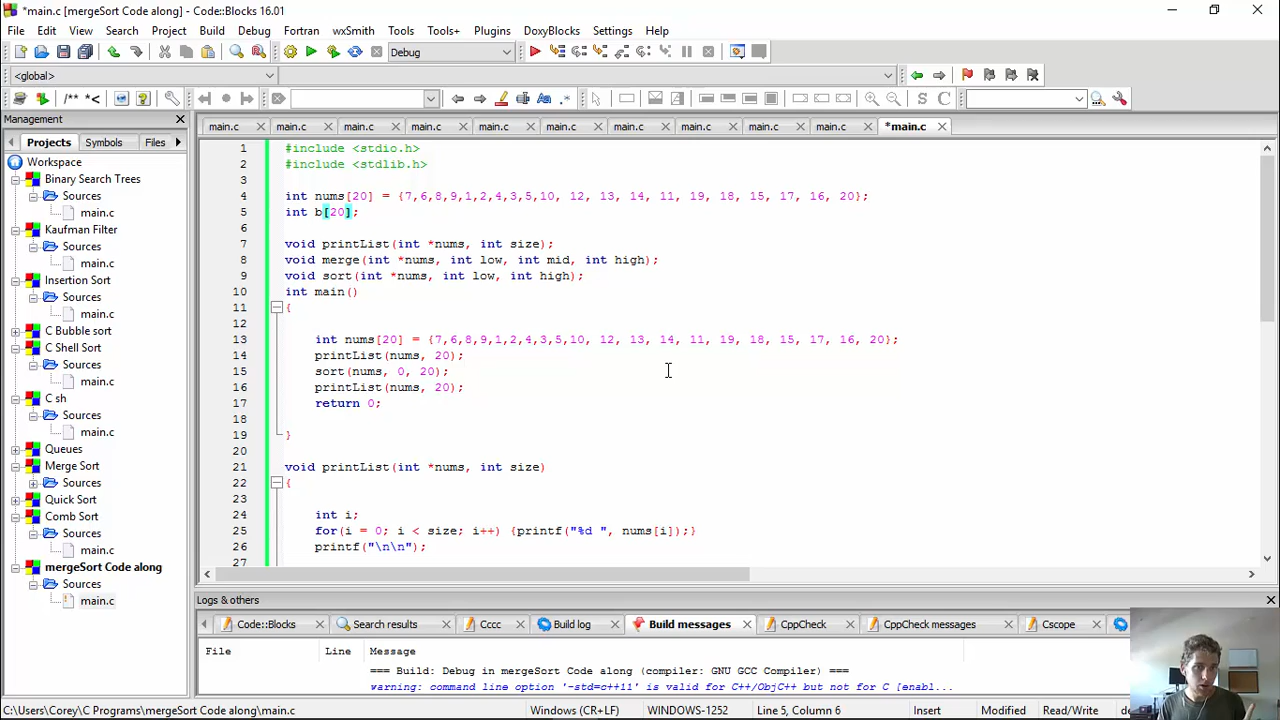 *main.c [mergeSort Code along] - Code::Blocks 16.01
File Edit View Search Project Build Debug Fortran wxSmith Tools Tools+ Plugins DoxyBlocks Settings Help
Debug
<global>
/** *<
S C
Management
main.c main.c main.c main.c main.c main.c main.c main.c main.c main.c *main.c
Projects Symbols Files
Workspace
Binary Search Trees
Sources
main.c
Kaufman Filter
Sources
main.c
Insertion Sort
Sources
main.c
C Bubble sort
C Shell Sort
Sources
main.c
C sh
Sources
main.c
Queues
Merge Sort
Sources
Quick Sort
Comb Sort
Sources
main.c
mergeSort Code along
Sources
main.c
1 #include <stdio.h>
2 #include <stdlib.h>
3
4 int nums[20] = {7,6,8,9,1,2,4,3,5,10, 12, 13, 14, 11, 19, 18, 15, 17, 16, 20};
5 int b[20];
6
7 void printList(int *nums, int size);
8 void merge(int *nums, int low, int mid, int high);
9 void sort(int *nums, int low, int high);
10 int main()
11 {
12
13 int nums[20] = {7,6,8,9,1,2,4,3,5,10, 12, 13, 14, 11, 19, 18, 15, 17, 16, 20};
14 printList(nums, 20);
15 sort(nums, 0, 20);
16 printList(nums, 20);
17 return 0;
18
19 }
20
21 void printList(int *nums, int size)
22 {
23
24 int i;
25 for(i = 0; i < size; i++) {printf("%d ", nums[i]);}
26 printf("\n\n");
27
Logs & others
Code::Blocks Search results Cccc Build log Build messages CppCheck CppCheck messages Cscope
File Line Message
=== Build: Debug in mergeSort Code along (compiler: GNU GCC Compiler) ===
warning: command line option '-std=c++11' is valid for C++/ObjC++ but not for C [enabl...
C:\Users\Corey\C Programs\mergeSort Code along\main.c Windows (CR+LF) WINDOWS-1252 Line 5, Column 6 Insert Modified Read/Write de